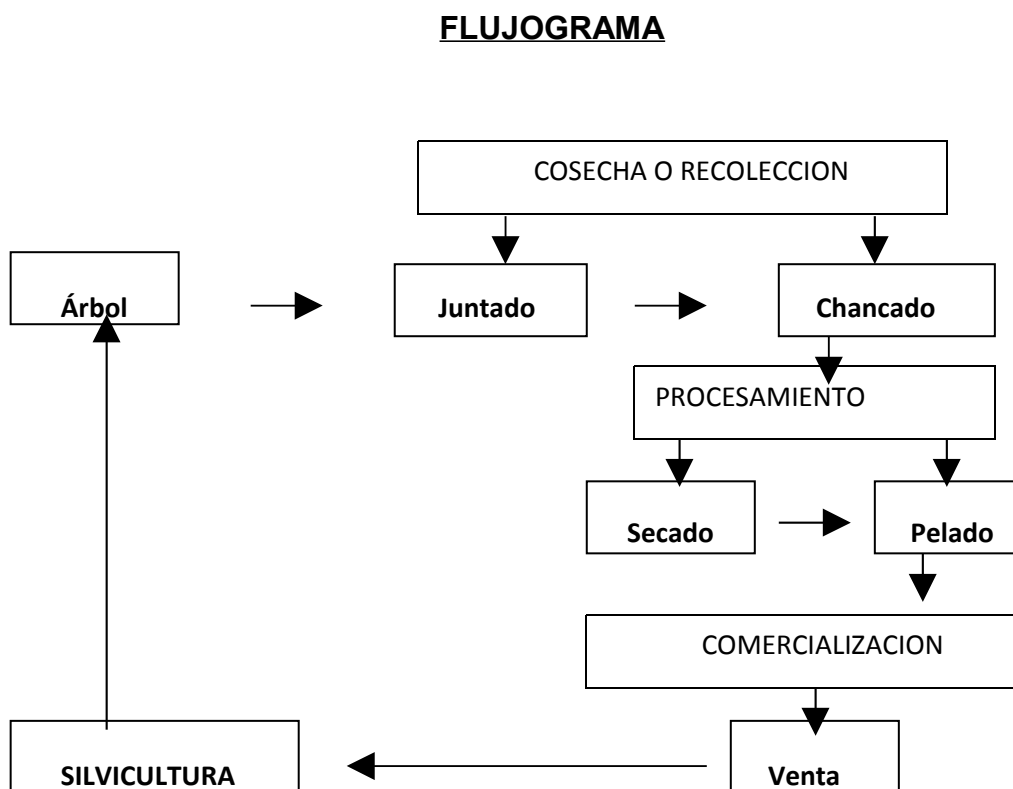 FLUJOGRAMA
COSECHA O RECOLECCION
Árbol
Juntado
Chancado
PROCESAMIENTO
Secado
Pelado
COMERCIALIZACION
SILVICULTURA
Venta